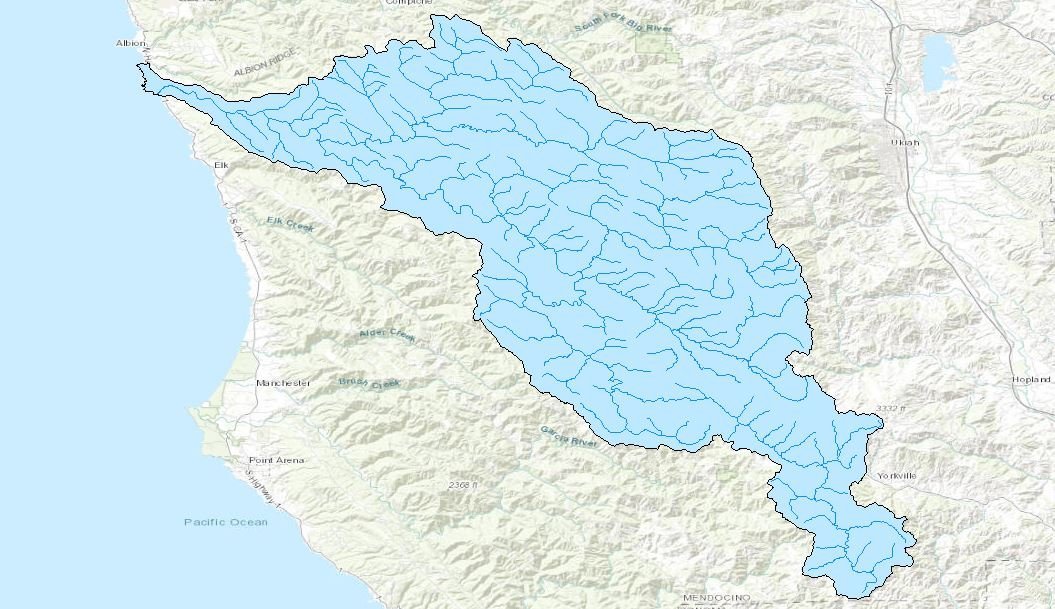 Comptche
South Fork Big River
Albion
ALBION RIDGE
101
Ukiah
Elk
Elk Creek
Alder Creek
Manchester
Brush Creek
Hopland
3332 ft
Garcia River
Point Arena
S Highway 1
Yorkville
2368 ft
Pacific Ocean
MENDOCINO